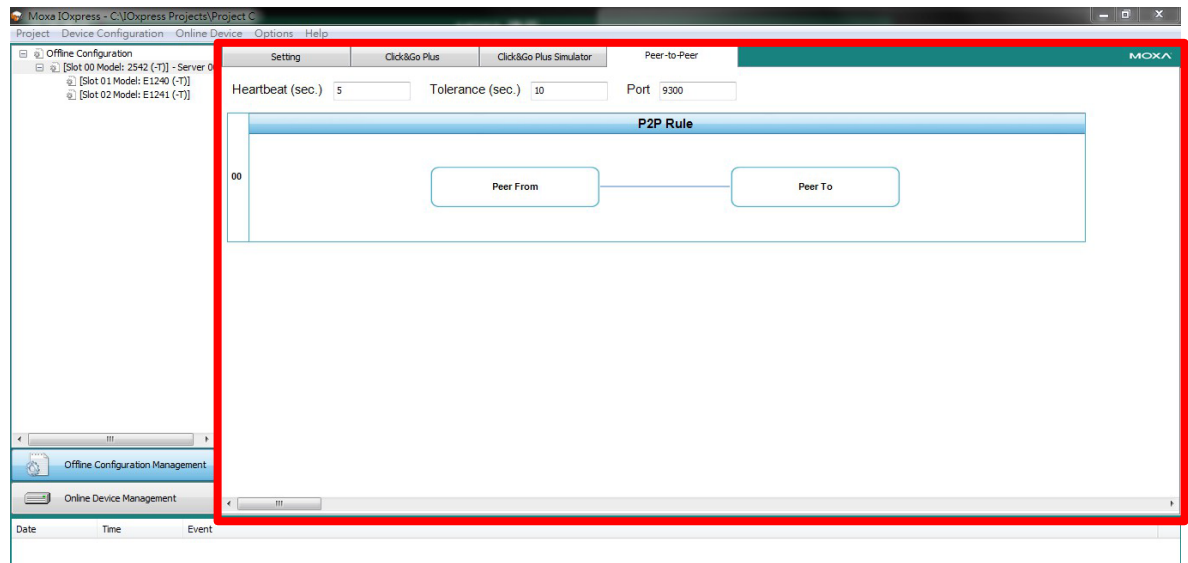 Moxa IOxpress - C:\IOxpress Projects\Project C
Project Device Configuration Online Device Options Help
Offline Configuration
[Slot 00 Model: 2542 (-T)] - Server 0
[Slot 01 Model: E1240 (-T)]
[Slot 02 Model: E1241 (-T)]
Setting Click&Go Plus Click&Go Plus Simulator Peer-to-Peer MOXA
Heartbeat (sec.) 5 Tolerance (sec.) 10 Port 9300
P2P Rule
00 Peer From Peer To
Offline Configuration Management
Online Device Management
Date Time Event